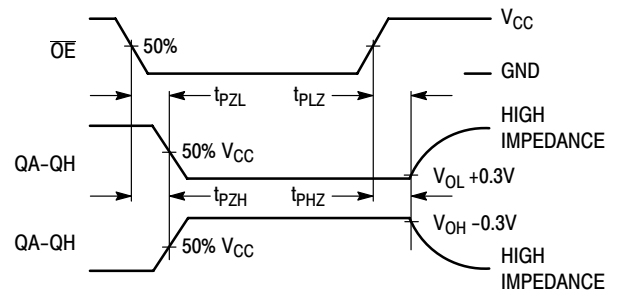 V_CC
O̅E̅
50%
GND
t_PZL
t_PLZ
HIGH
IMPEDANCE
QA-QH
50% V_CC
V_OL +0.3V
t_PZH
t_PHZ
V_OH -0.3V
QA-QH
50% V_CC
HIGH
IMPEDANCE